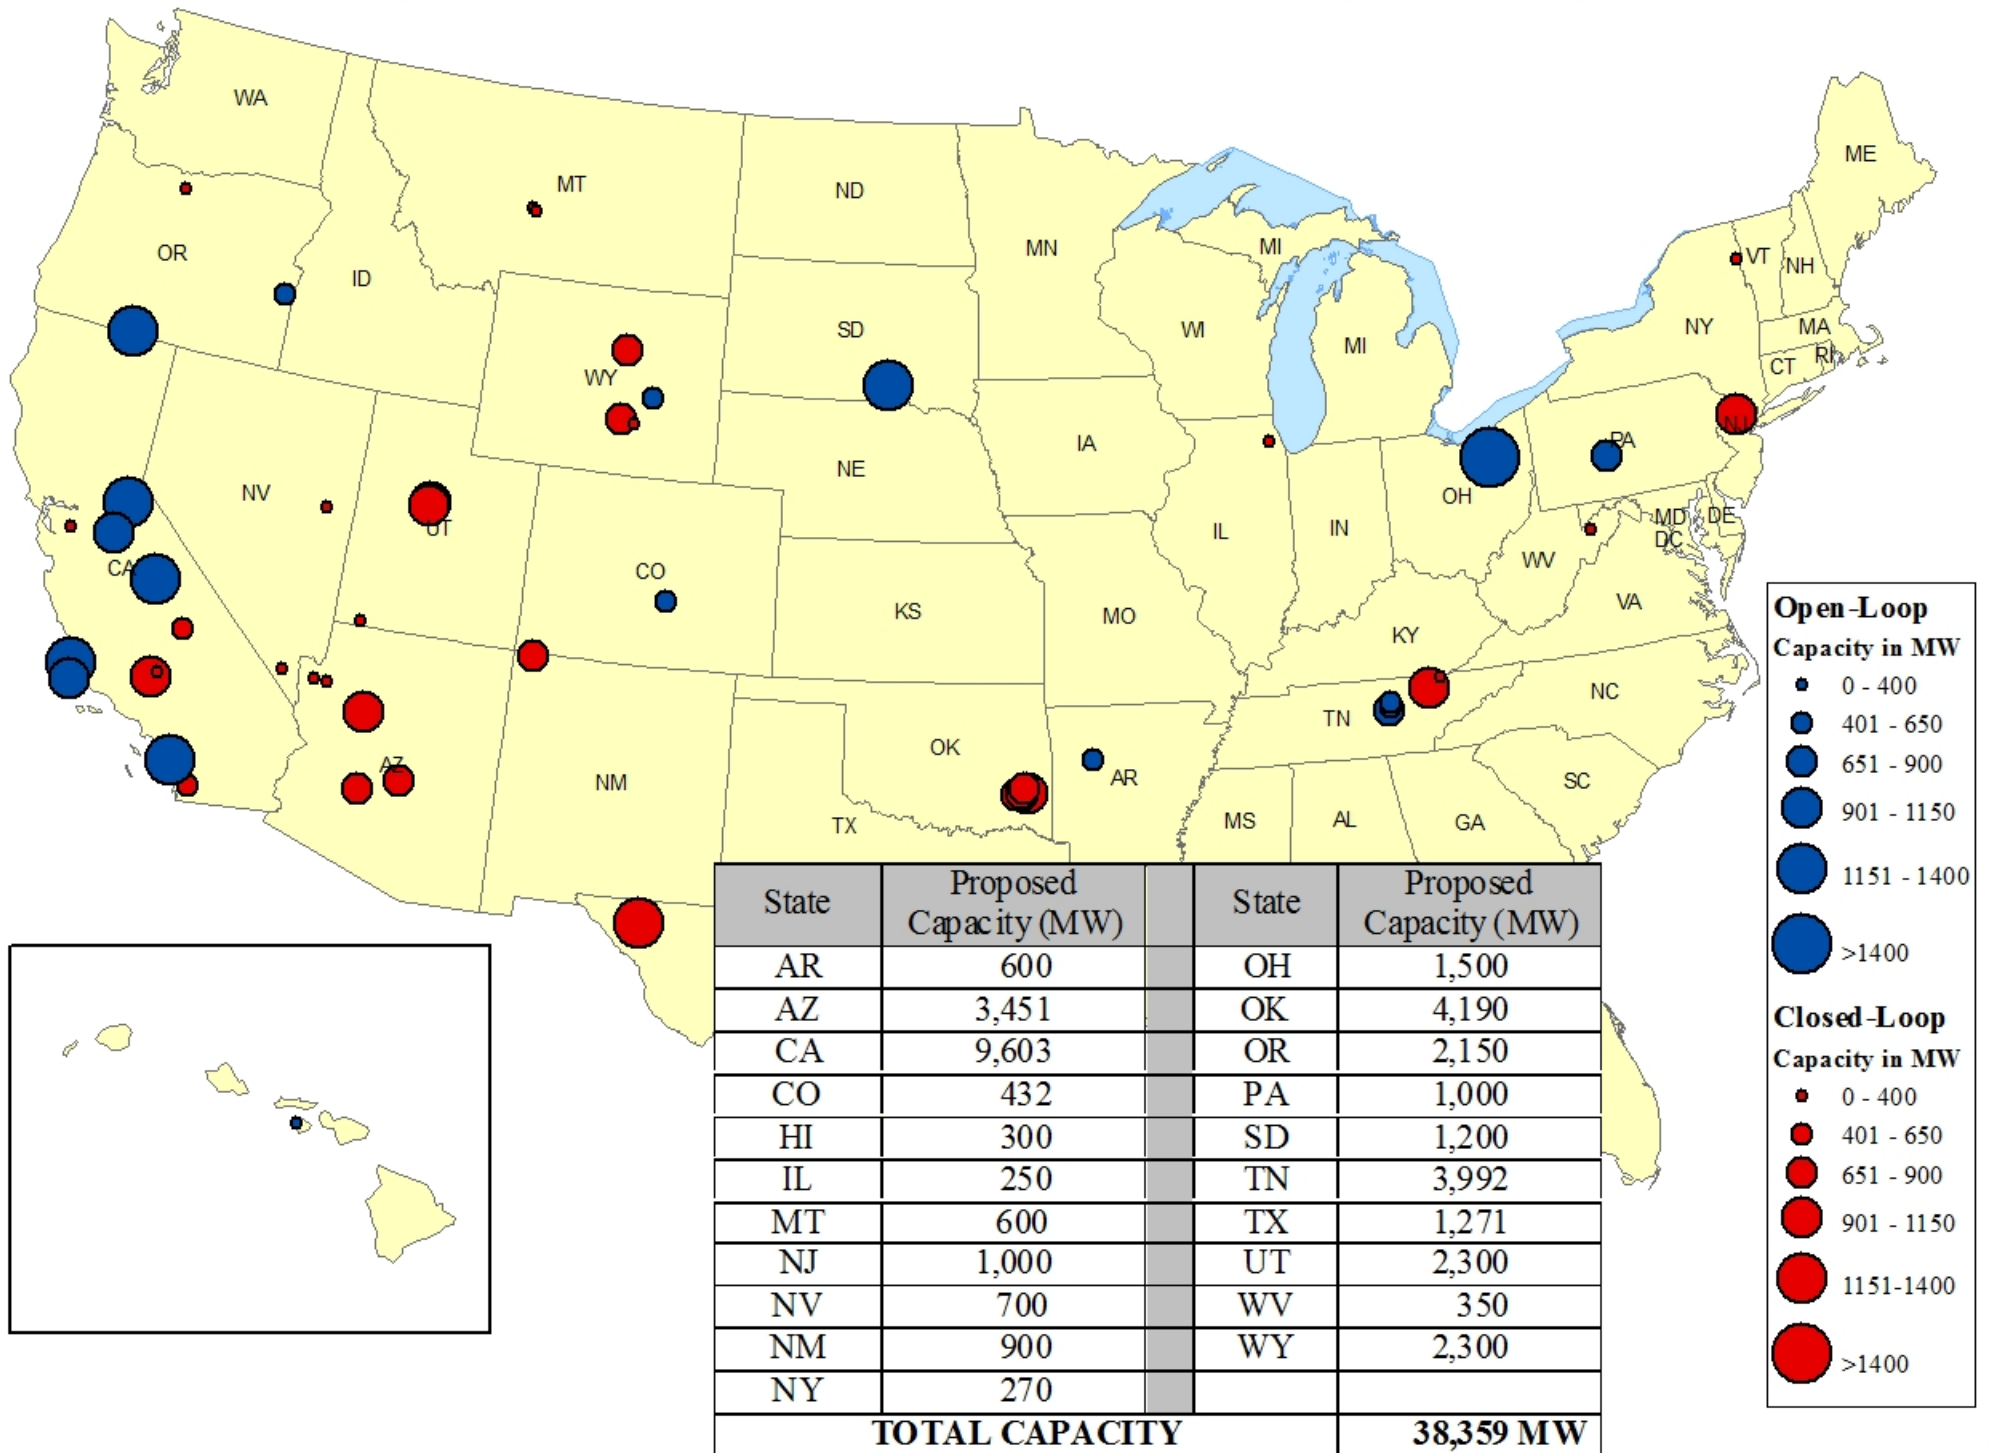 WA
MT
ND
MN
ME
OR
ID
SD
WI
MI
MI
VT
NH
NY
MA
CT
RI
WY
NE
IA
PA
NJ
NV
UT
CO
KS
MO
IL
IN
OH
WV
MD
DE
DC
VA
KY
CA
AZ
NM
OK
TX
AR
TN
NC
SC
MS
AL
GA
Open-Loop
Capacity in MW
0 - 400
401 - 650
651 - 900
901 - 1150
1151 - 1400
>1400
Closed-Loop
Capacity in MW
0 - 400
401 - 650
651 - 900
901 - 1150
1151-1400
>1400
State Proposed Capacity (MW) State Proposed Capacity (MW)
AR 600 OH 1,500
AZ 3,451 OK 4,190
CA 9,603 OR 2,150
CO 432 PA 1,000
HI 300 SD 1,200
IL 250 TN 3,992
MT 600 TX 1,271
NJ 1,000 UT 2,300
NV 700 WV 350
NM 900 WY 2,300
NY 270
TOTAL CAPACITY 38,359 MW